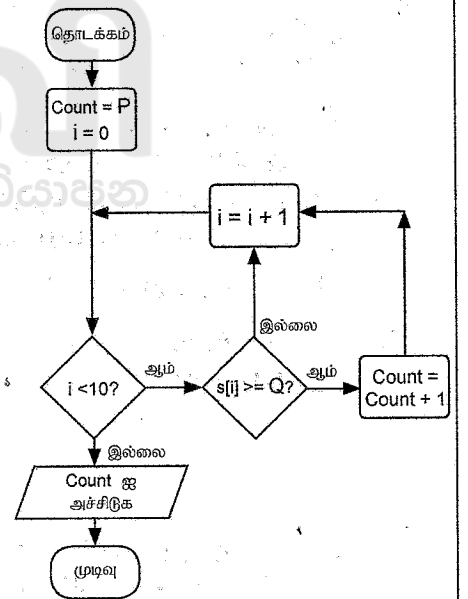 தொடக்கம்
Count = P
i = 0
i = i + 1
இல்லை
i <10?
ஆம்
s[i] >= Q?
ஆம்
Count =
Count + 1
இல்லை
Count ஐ
அச்சிடுக
முடிவு